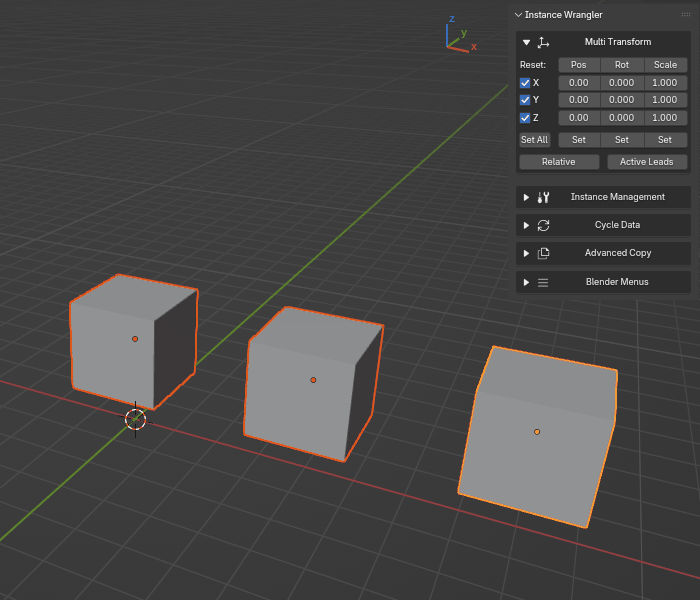 z
y
x
Instance Wrangler
Multi Transform
Reset: Pos Rot Scale
X 0.00 0.000 1.000
Y 0.00 0.000 1.000
Z 0.00 0.000 1.000
Set All Set Set Set
Relative Active Leads
Instance Management
Cycle Data
Advanced Copy
Blender Menus